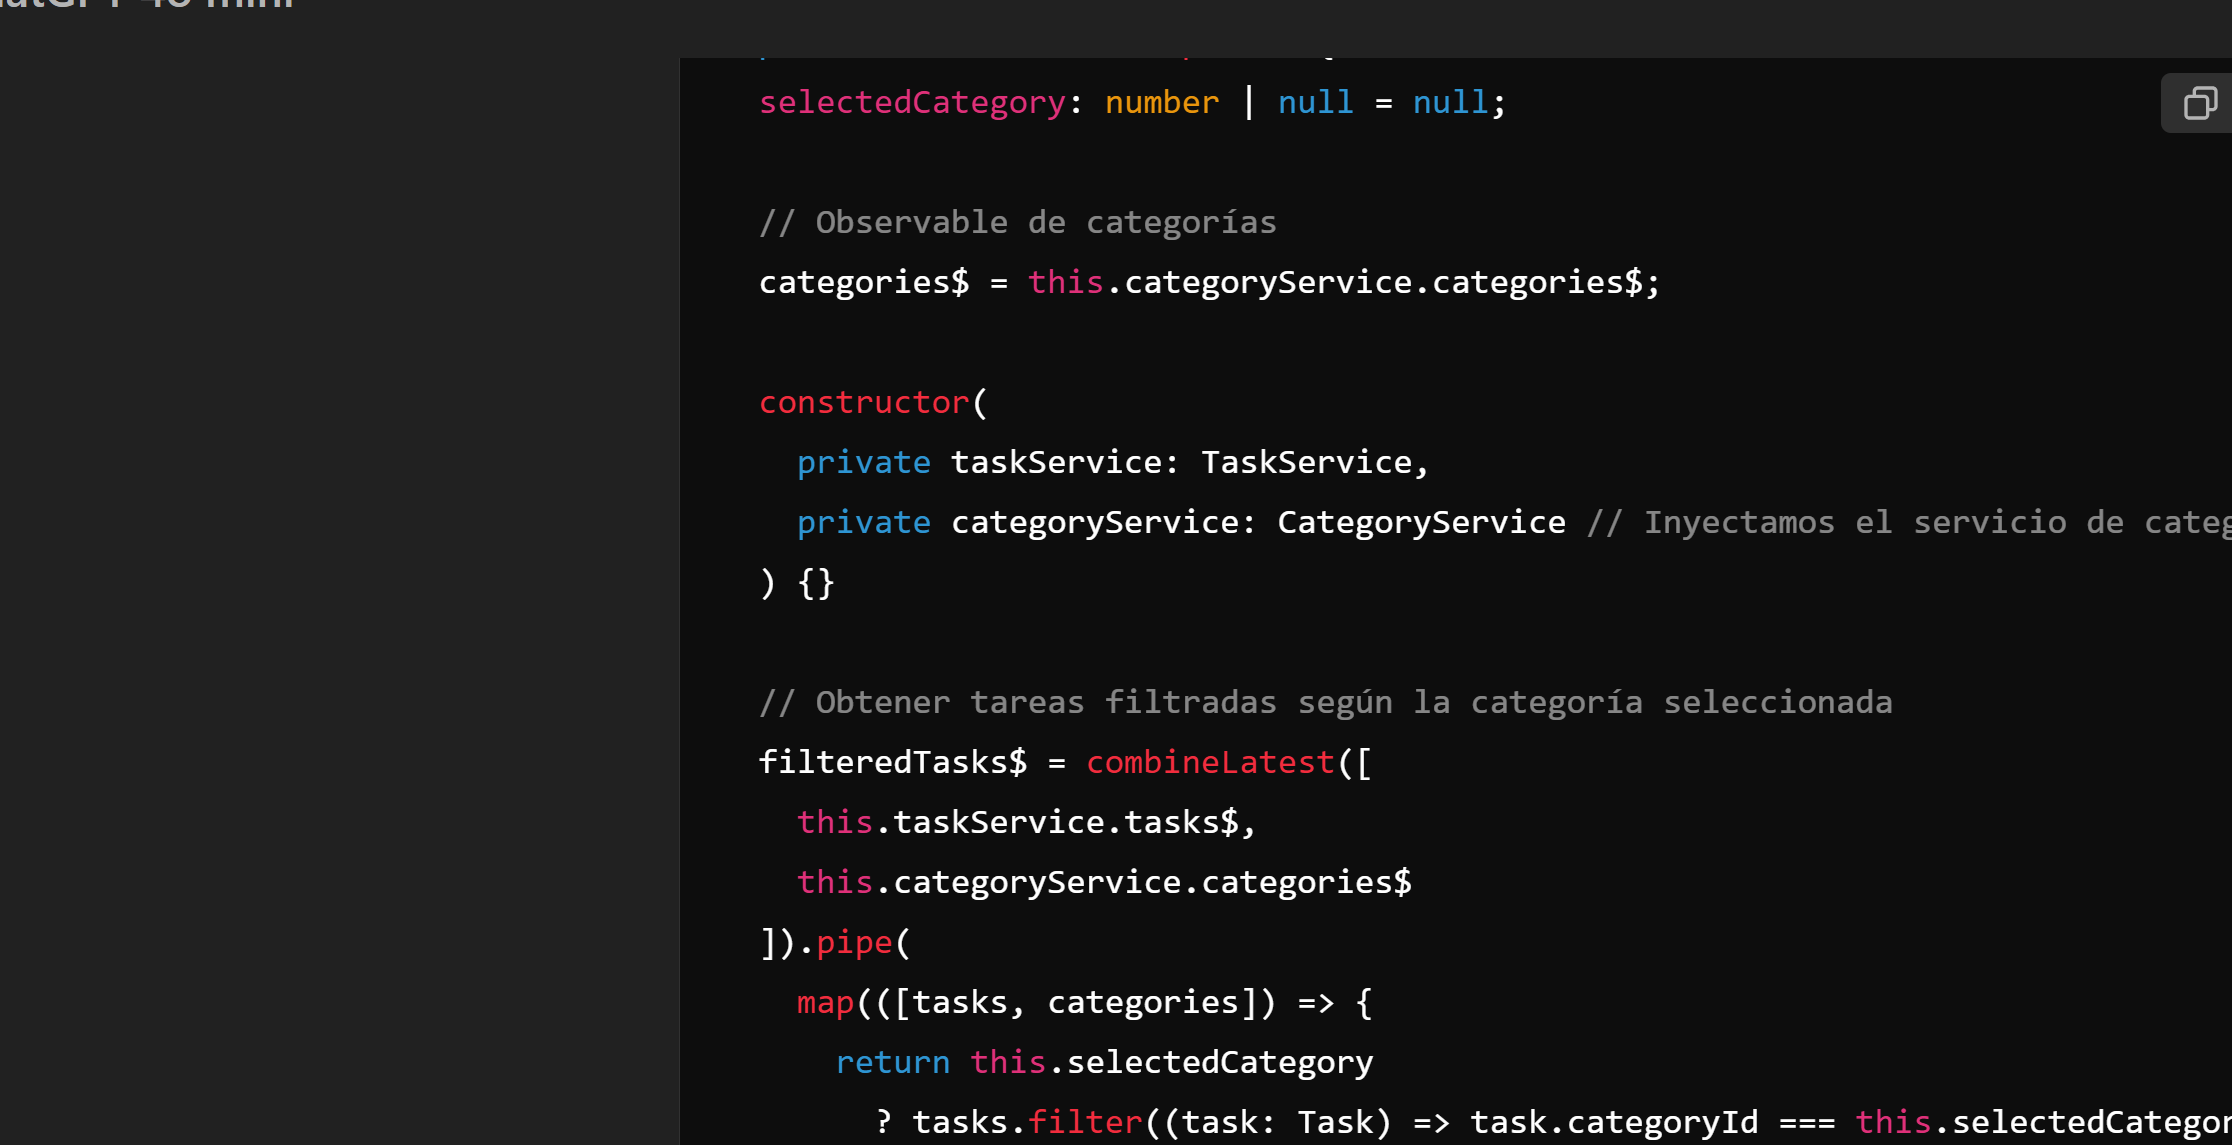 selectedCategory: number | null = null;
// Observable de categorías
categories$ = this.categoryService.categories$;
constructor(
private taskService: TaskService,
private categoryService: CategoryService // Inyectamos el servicio de categ
) {}
// Obtener tareas filtradas según la categoría seleccionada
filteredTasks$ = combineLatest([
this.taskService.tasks$,
this.categoryService.categories$
]).pipe(
map(([tasks, categories]) => {
return this.selectedCategory
? tasks.filter((task: Task) => task.categoryId === this.selectedCategor